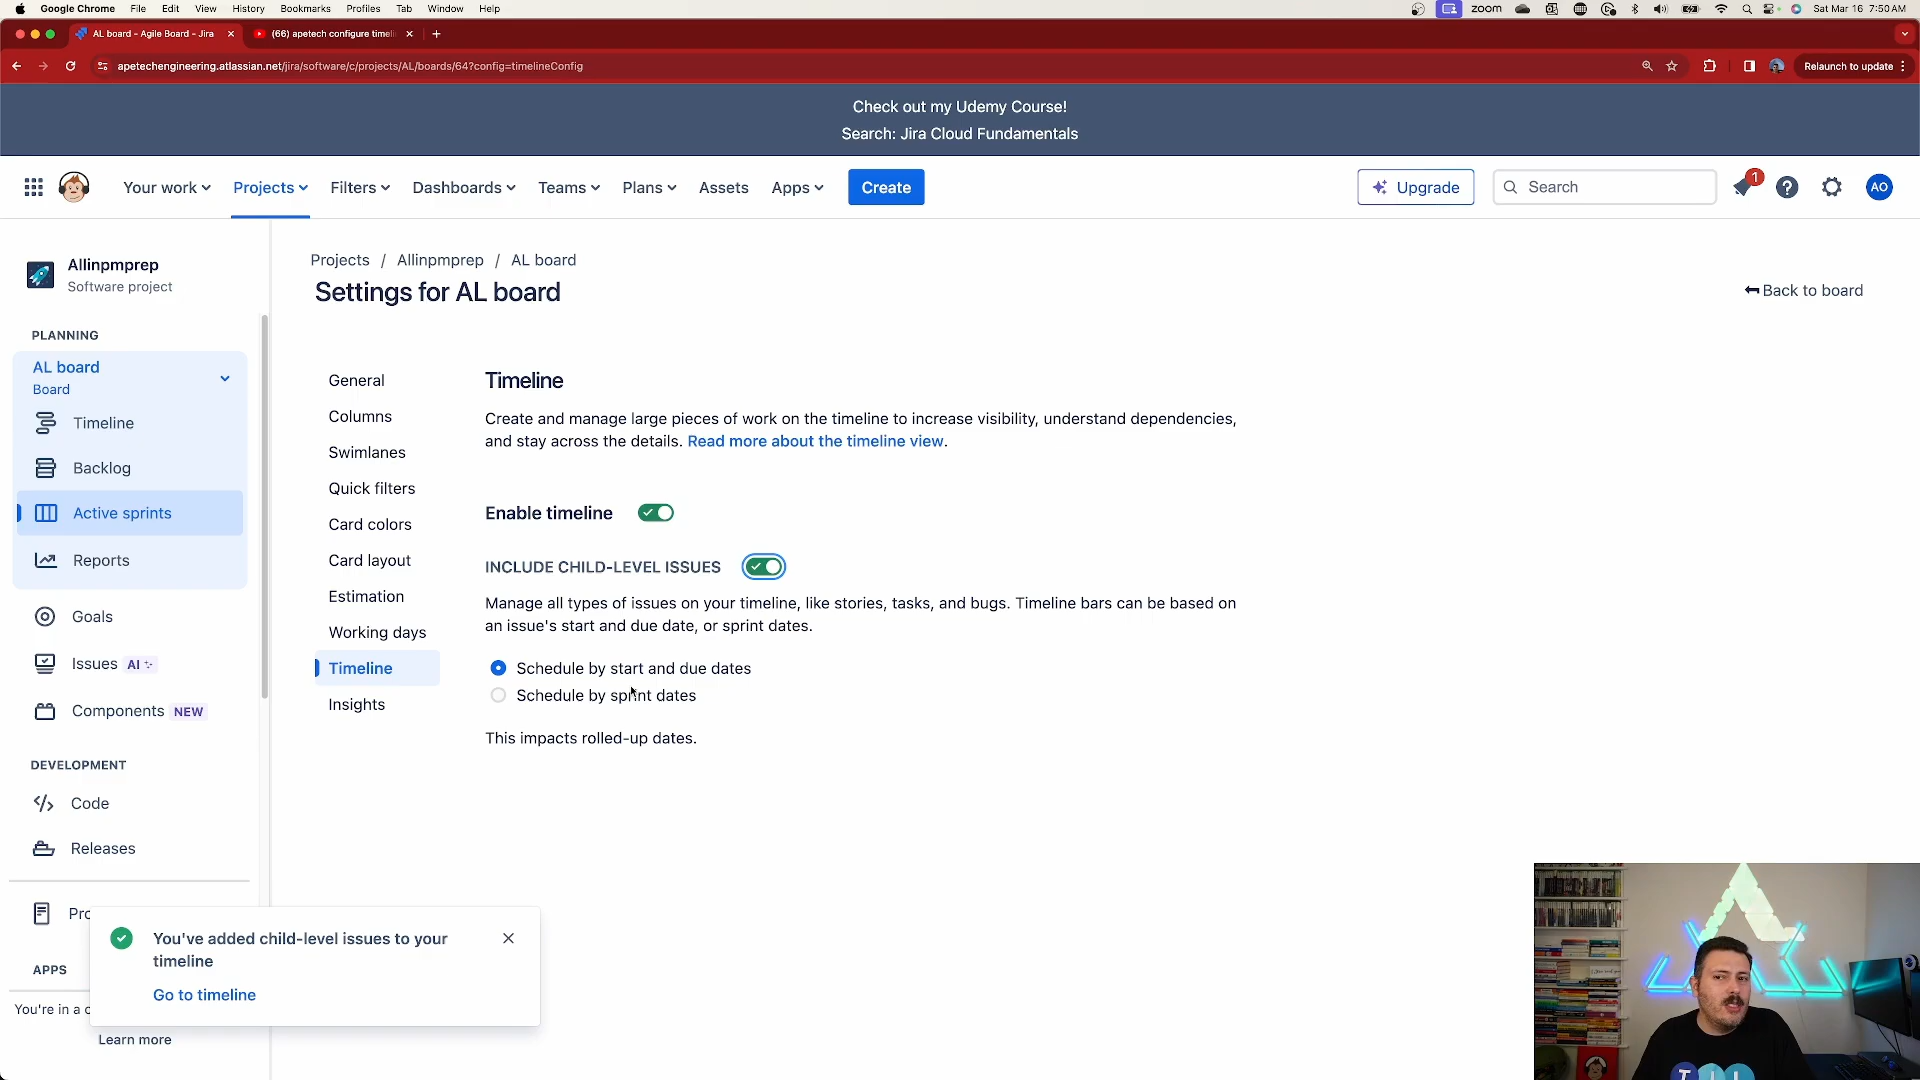 Google Chrome File Edit View History Bookmarks Profiles Tab Window Help
zoom
Sat Mar 16 7:50 AM
AL board - Agile Board - Jira
(66) apetech configure timeli
apetechengineering.atlassian.net/jira/software/c/projects/AL/boards/64?config=timelineConfig
Relaunch to update
Check out my Udemy Course!
Search: Jira Cloud Fundamentals
Your work
Projects
Filters
Dashboards
Teams
Plans
Assets
Apps
Create
Upgrade
Search
1
AO
Allinpmprep
Software project
PLANNING
AL board
Board
Timeline
Backlog
Active sprints
Reports
Goals
Issues AI
Components NEW
DEVELOPMENT
Code
Releases
APPS
You're in a
Learn more
Projects / Allinpmprep / AL board
Settings for AL board
Back to board
General
Columns
Swimlanes
Quick filters
Card colors
Card layout
Estimation
Working days
Timeline
Insights
Timeline
Create and manage large pieces of work on the timeline to increase visibility, understand dependencies,
and stay across the details. Read more about the timeline view.
Enable timeline
INCLUDE CHILD-LEVEL ISSUES
Manage all types of issues on your timeline, like stories, tasks, and bugs. Timeline bars can be based on
an issue's start and due date, or sprint dates.
Schedule by start and due dates
Schedule by sprint dates
This impacts rolled-up dates.
You've added child-level issues to your
timeline
Go to timeline